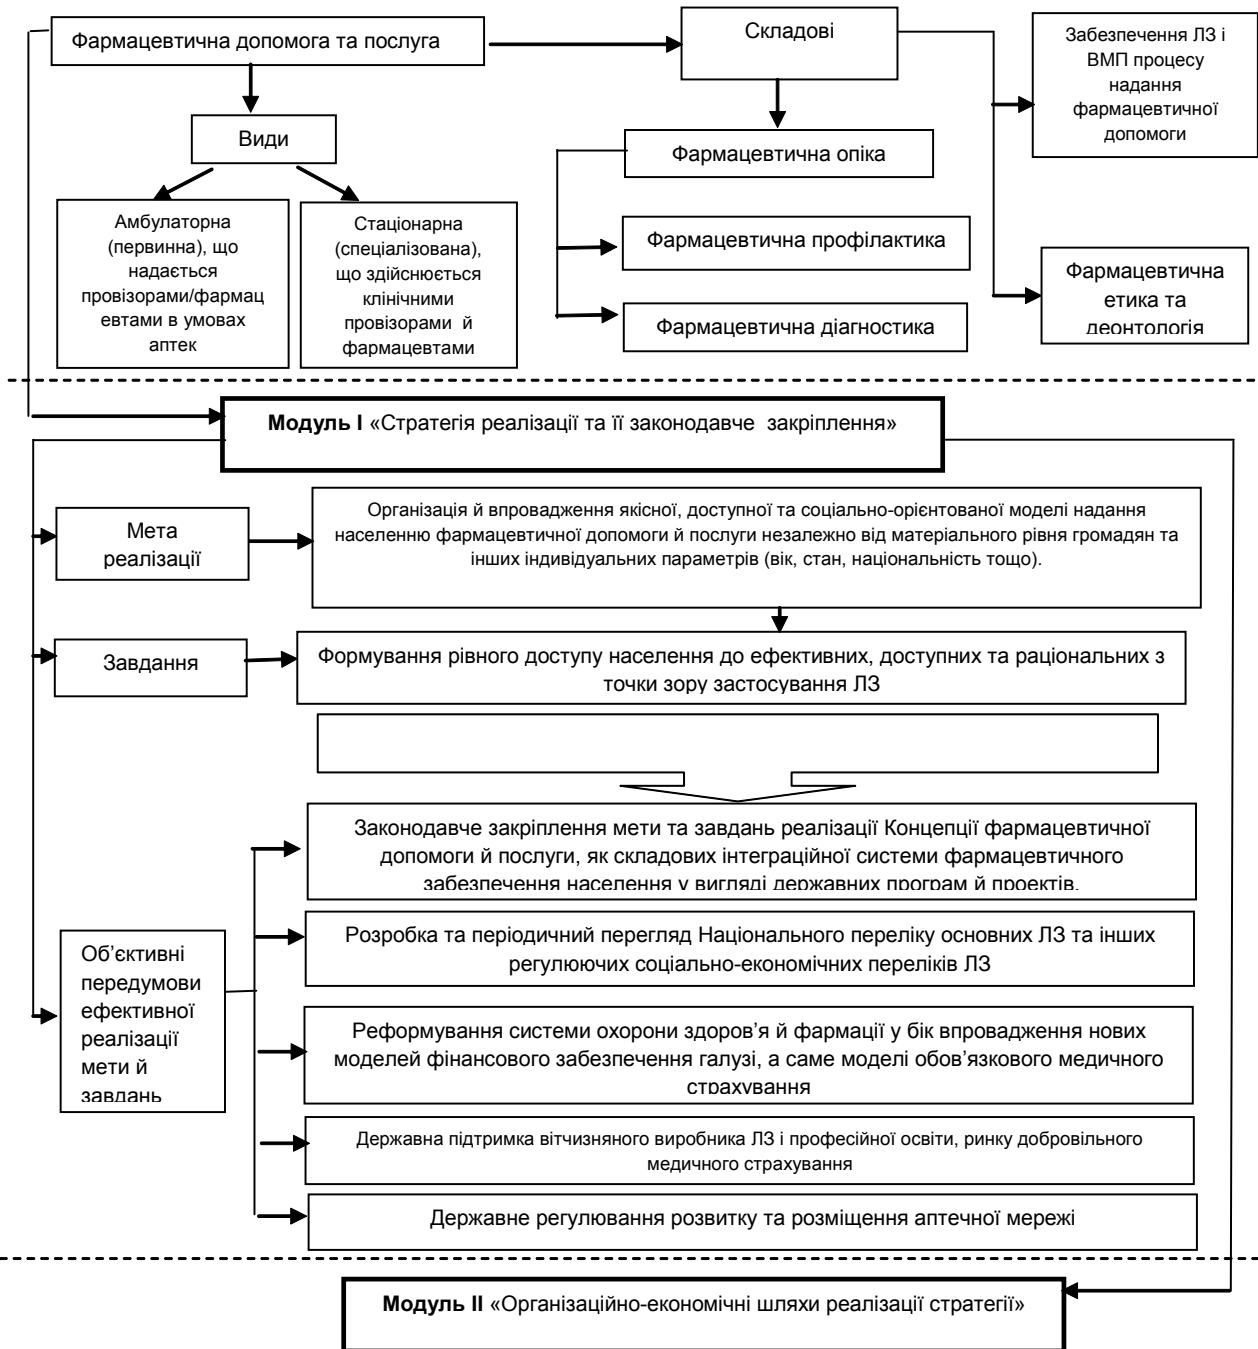 Фармацевтична допомога та послуга
Складові
Забезпечення ЛЗ і
ВМП процесу
надання
фармацевтичної
допомоги
Види
Фармацевтична опіка
Амбулаторна
(первинна), що
надається
провізорами/фармац
евтами в умовах
аптек
Стаціонарна
(спеціалізована),
що здійснюється
клінічними
провізорами й
фармацевтами
Фармацевтична профілактика
Фармацевтична діагностика
Фармацевтична
етика та
деонтологія
Модуль I «Стратегія реалізації та її законодавче закріплення»
Мета
реалізації
Організація й впровадження якісної, доступної та соціально-орієнтованої моделі надання
населенню фармацевтичної допомоги й послуги незалежно від матеріального рівня громадян та
інших індивідуальних параметрів (вік, стан, національність тощо).
Завдання
Формування рівного доступу населення до ефективних, доступних та раціональних з
точки зору застосування ЛЗ
Законодавче закріплення мети та завдань реалізації Концепції фармацевтичної
допомоги й послуги, як складових інтеграційної системи фармацевтичного
забезпечення населення у вигляді державних програм й проектів.
Об’єктивні
передумови
ефективної
реалізації
мети й
завдань
Розробка та періодичний перегляд Національного переліку основних ЛЗ та інших
регулюючих соціально-економічних переліків ЛЗ
Реформування системи охорони здоров’я й фармації у бік впровадження нових
моделей фінансового забезпечення галузі, а саме моделі обов’язкового медичного
страхування
Державна підтримка вітчизняного виробника ЛЗ і професійної освіти, ринку добровільного
медичного страхування
Державне регулювання розвитку та розміщення аптечної мережі
Модуль II «Організаційно-економічні шляхи реалізації стратегії»